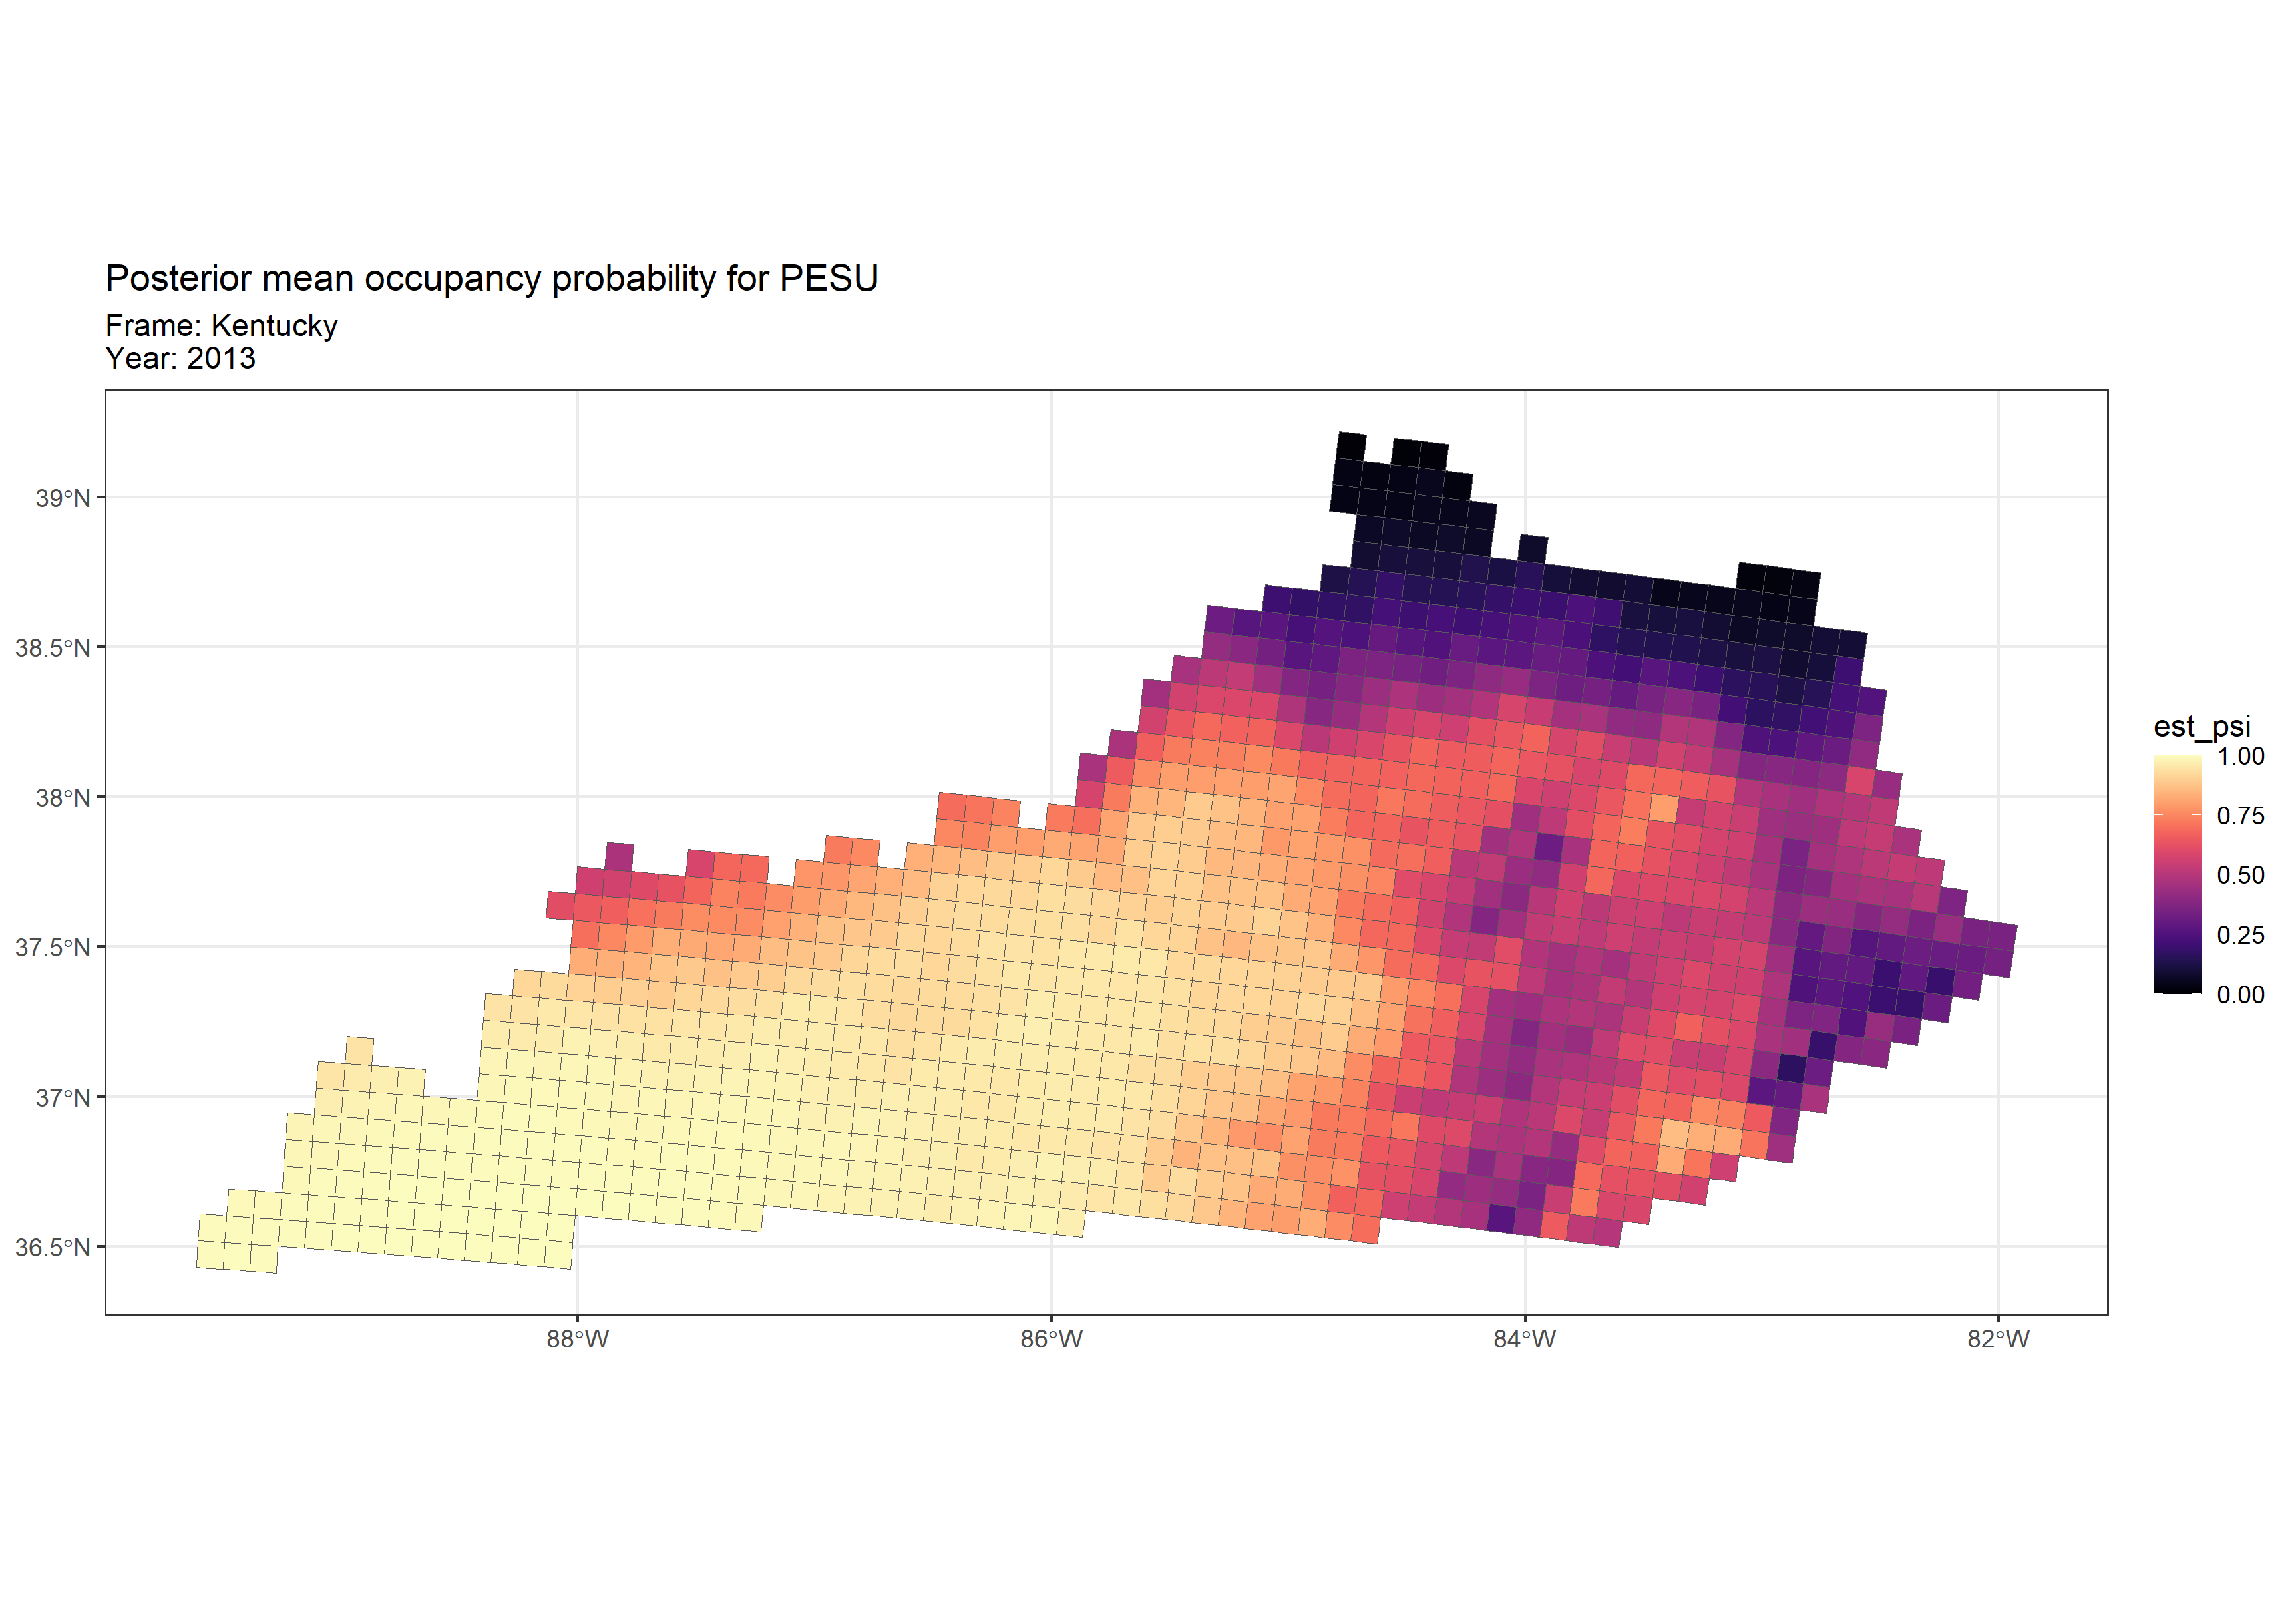 Posterior mean occupancy probability for PESU
Frame: Kentucky
Year: 2013
39°N
38.5°N
38°N
37.5°N
37°N
36.5°N
88°W
86°W
84°W
82°W
est_psi
1.00
0.75
0.50
0.25
0.00